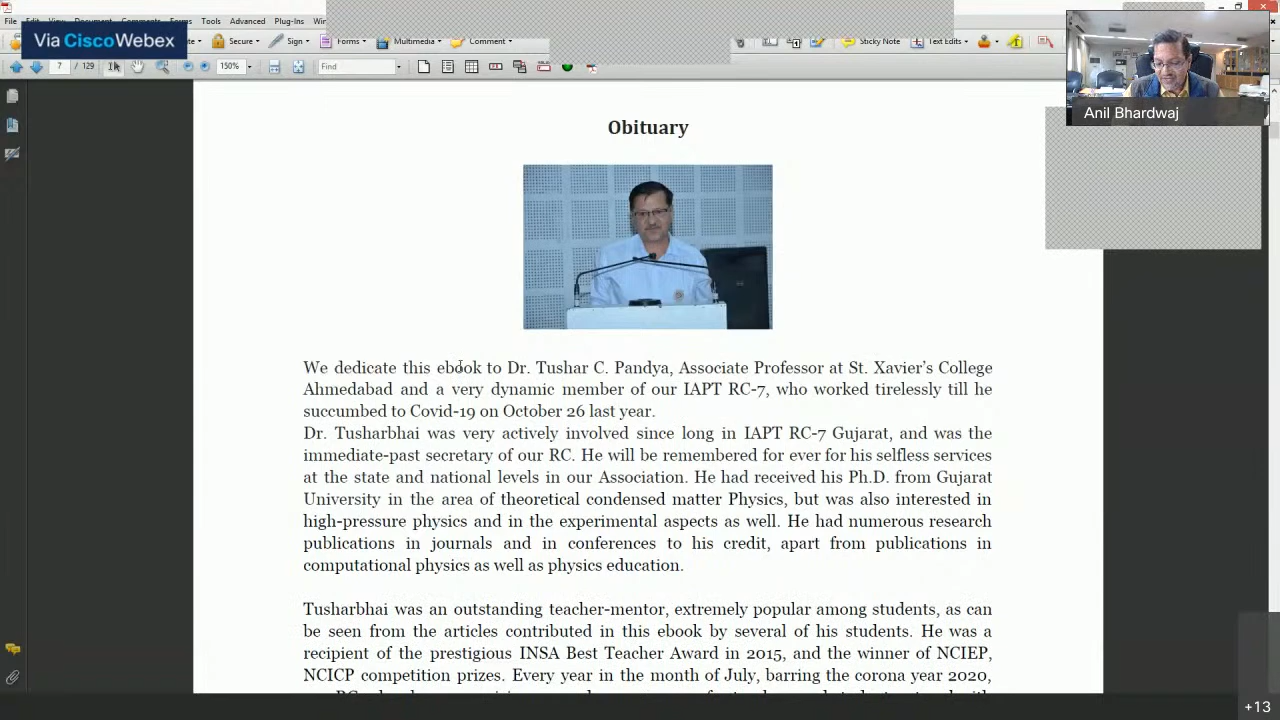 File
Advanced
Plug-Ins
Tools
Via CiscoWebex
Secure
Sign
Forms
Multimedia
Comment
Sticky Note
Text Edits
7 / 129
150%
Find
Anil Bhardwaj
Obituary
We dedicate this ebook to Dr. Tushar C. Pandya, Associate Professor at St. Xavier's College
Ahmedabad and a very dynamic member of our IAPT RC-7, who worked tirelessly till he
succumbed to Covid-19 on October 26 last year.
Dr. Tusharbhai was very actively involved since long in IAPT RC-7 Gujarat, and was the
immediate-past secretary of our RC. He will be remembered for ever for his selfless services
at the state and national levels in our Association. He had received his Ph.D. from Gujarat
University in the area of theoretical condensed matter Physics, but was also interested in
high-pressure physics and in the experimental aspects as well. He had numerous research
publications in journals and in conferences to his credit, apart from publications in
computational physics as well as physics education.
Tusharbhai was an outstanding teacher-mentor, extremely popular among students, as can
be seen from the articles contributed in this ebook by several of his students. He was a
recipient of the prestigious INSA Best Teacher Award in 2015, and the winner of NCIEP,
NCICP competition prizes. Every year in the month of July, barring the corona year 2020,
+13